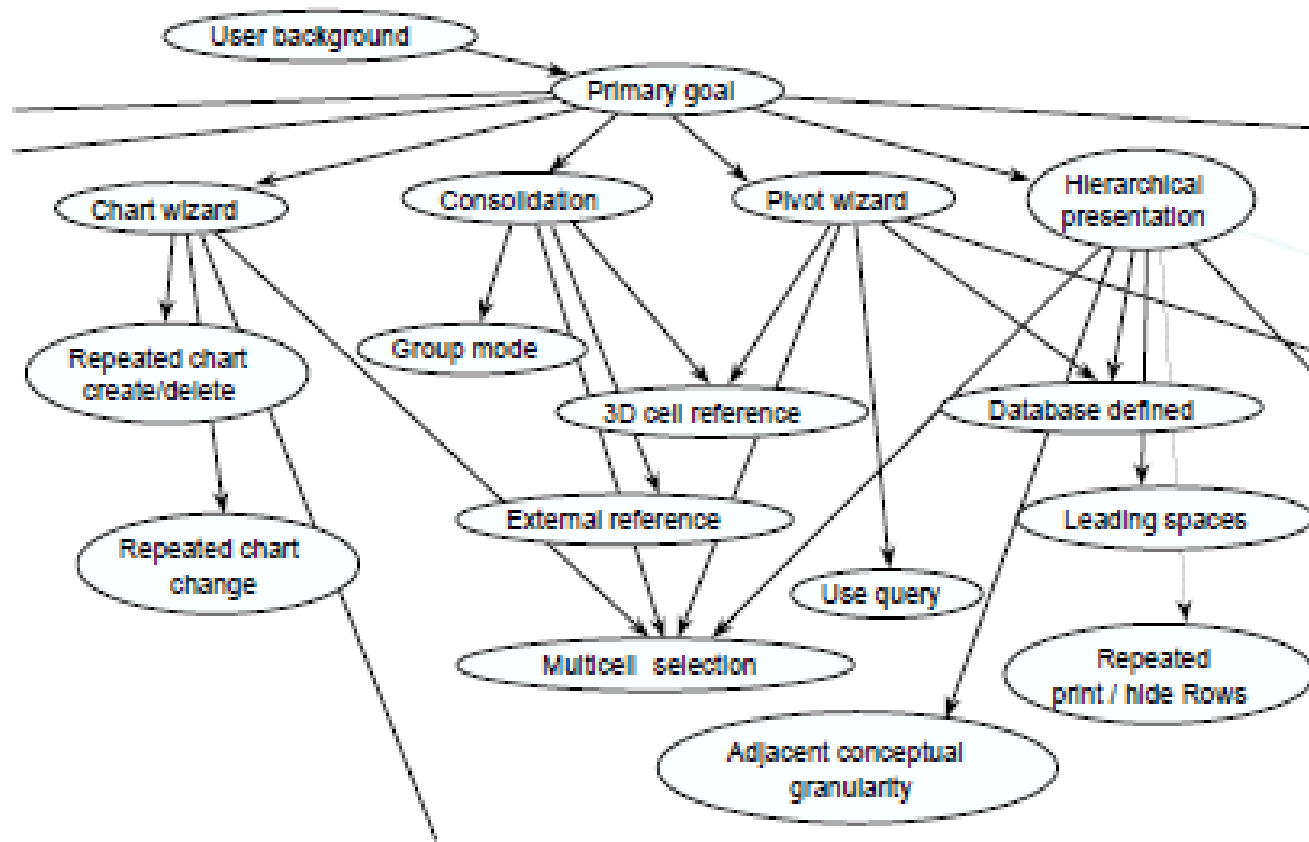 User background
Primary goal
Chart wizard
Consolidation
Pivot wizard
Hierarchical
presentation
Repeated chart
create/delete
Group mode
3D cell reference
Database defined
External reference
Leading spaces
Repeated chart
change
Use query
Multicell selection
Repeated
print / hide Rows
Adjacent conceptual
granularity